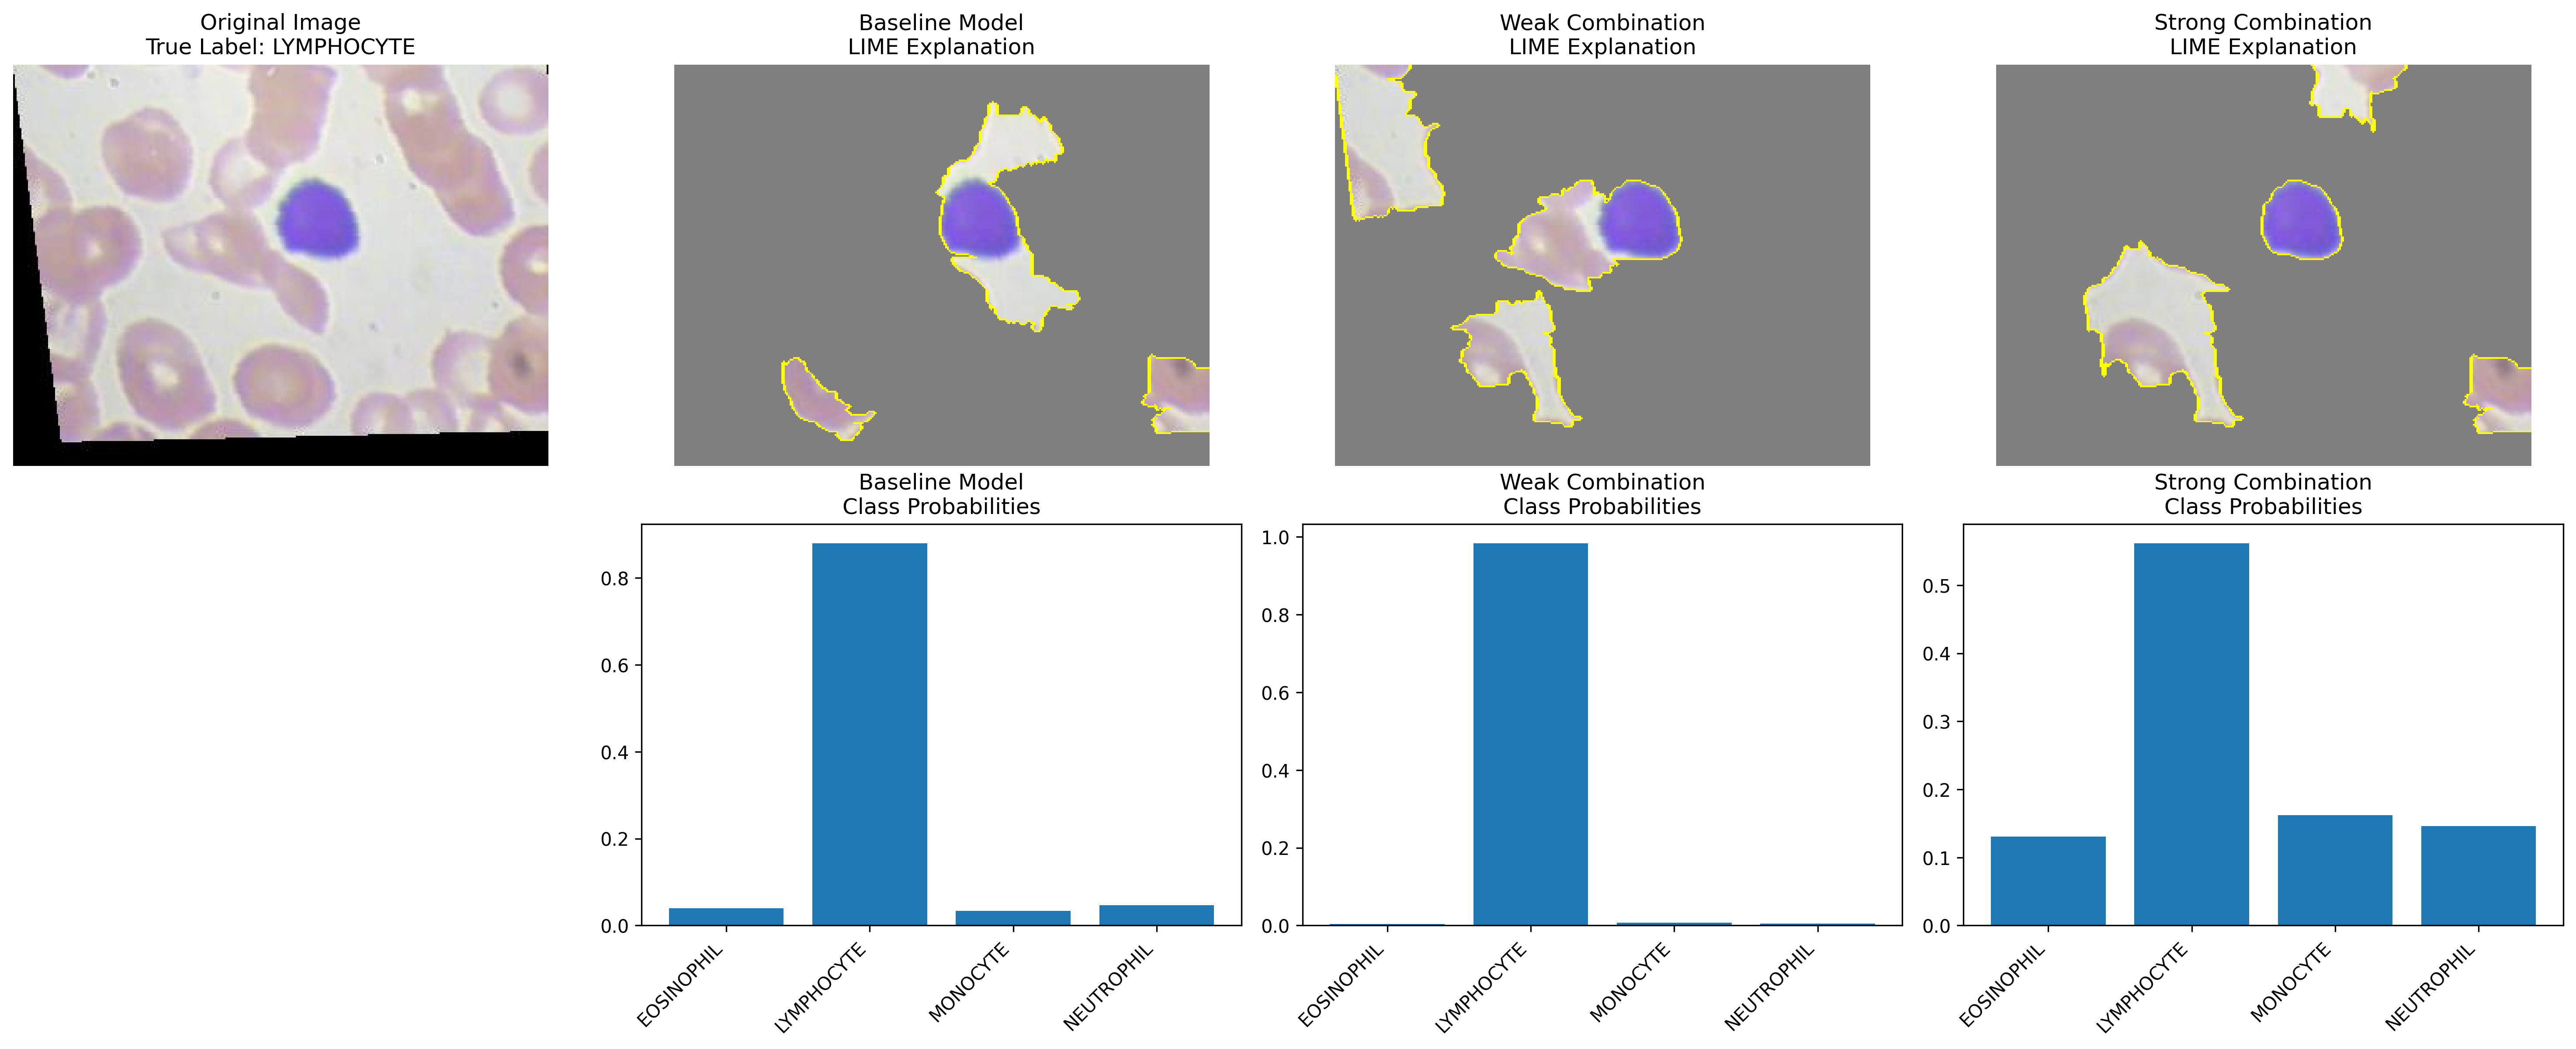 Original Image
True Label: LYMPHOCYTE
Baseline Model
LIME Explanation
Weak Combination
LIME Explanation
Strong Combination
LIME Explanation
Baseline Model
Class Probabilities
0.8
0.6
0.4
0.2
0.0
EOSINOPHIL
LYMPHOCYTE
MONOCYTE
NEUTROPHIL
Weak Combination
Class Probabilities
1.0
0.8
0.6
0.4
0.2
0.0
EOSINOPHIL
LYMPHOCYTE
MONOCYTE
NEUTROPHIL
Strong Combination
Class Probabilities
0.5
0.4
0.3
0.2
0.1
0.0
EOSINOPHIL
LYMPHOCYTE
MONOCYTE
NEUTROPHIL